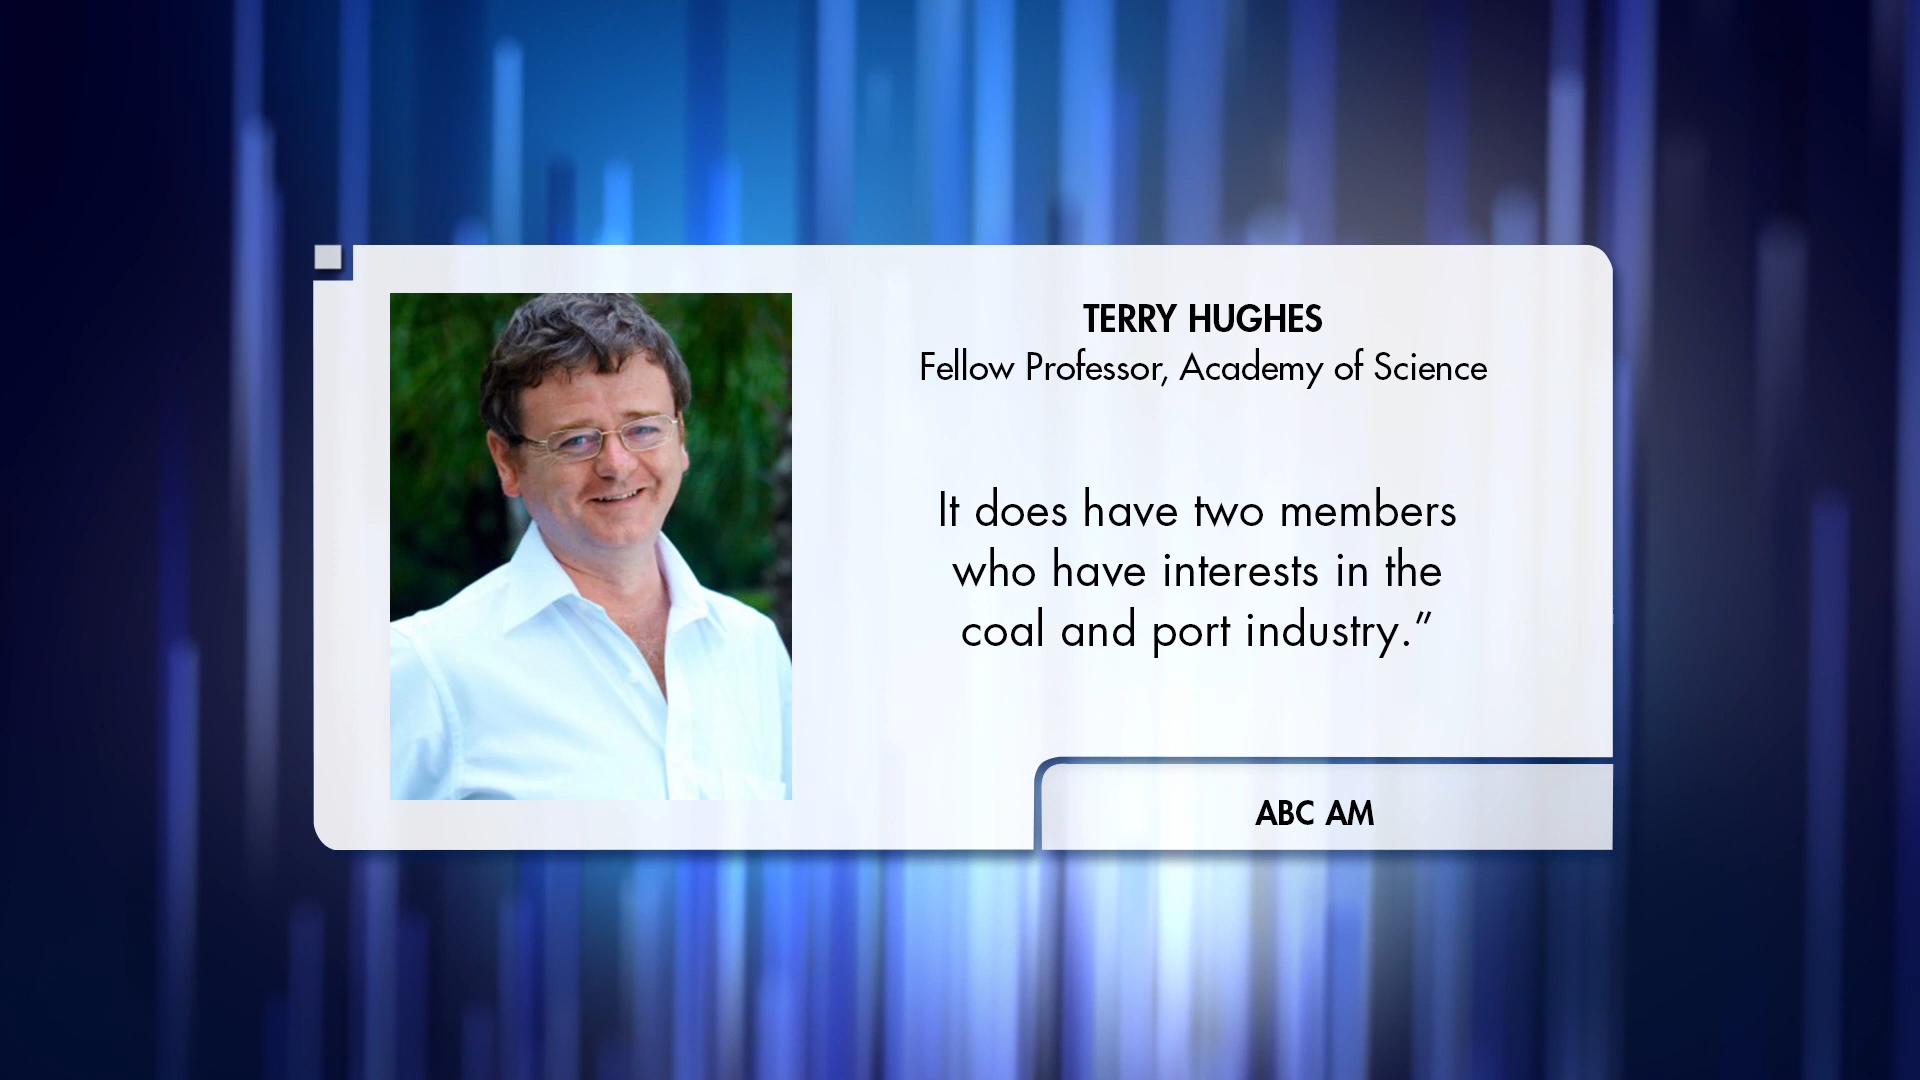 TERRY HUGHES
Fellow Professor, Academy of Science
It does have two members
who have interests in the
coal and port industry.”
ABC AM